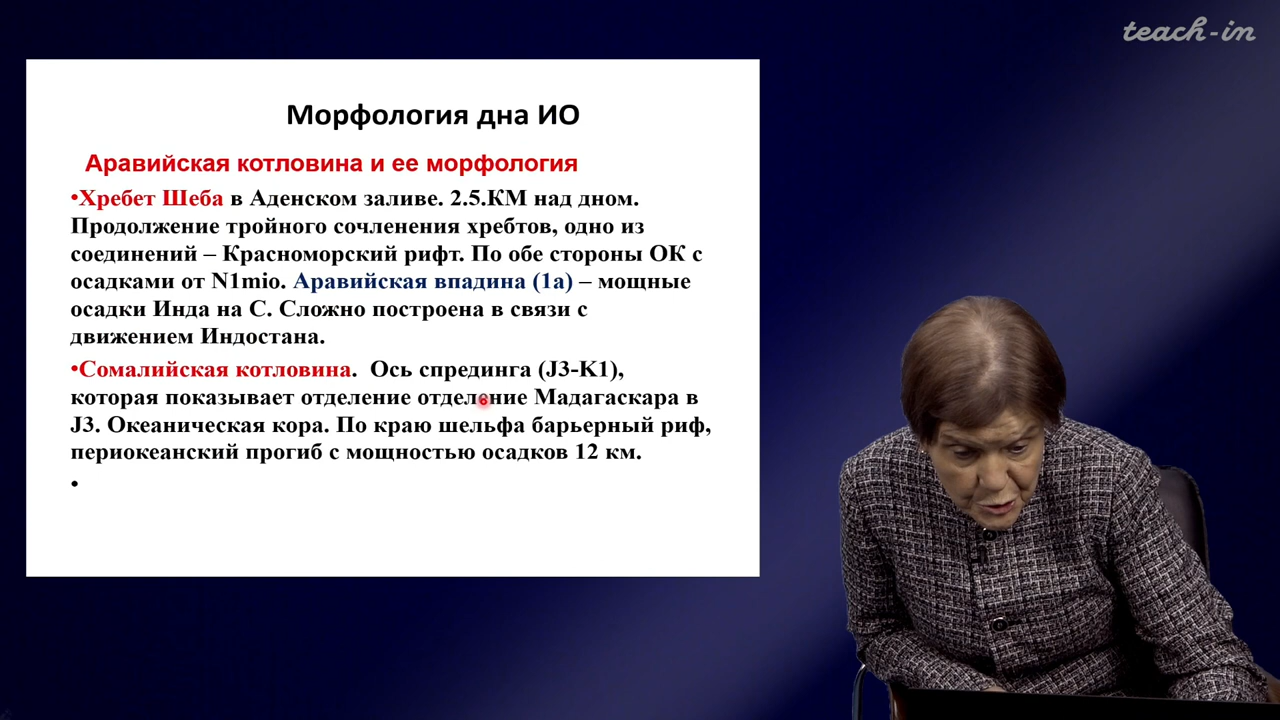 teach-in
Морфология дна ИО
Аравийская котловина и ее морфология
•Хребет Шеба в Аденском заливе. 2.5.КМ над дном.
Продолжение тройного сочленения хребтов, одно из
соединений – Красноморский рифт. По обе стороны ОК с
осадками от N1mio. Аравийская впадина (1а) – мощные
осадки Инда на С. Сложно построена в связи с
движением Индостана.
•Сомалийская котловина.  Ось спрединга (J3-K1),
которая показывает отделение отделение Мадагаскара в
J3. Океаническая кора. По краю шельфа барьерный риф,
периокеанский прогиб с мощностью осадков 12 км.
•